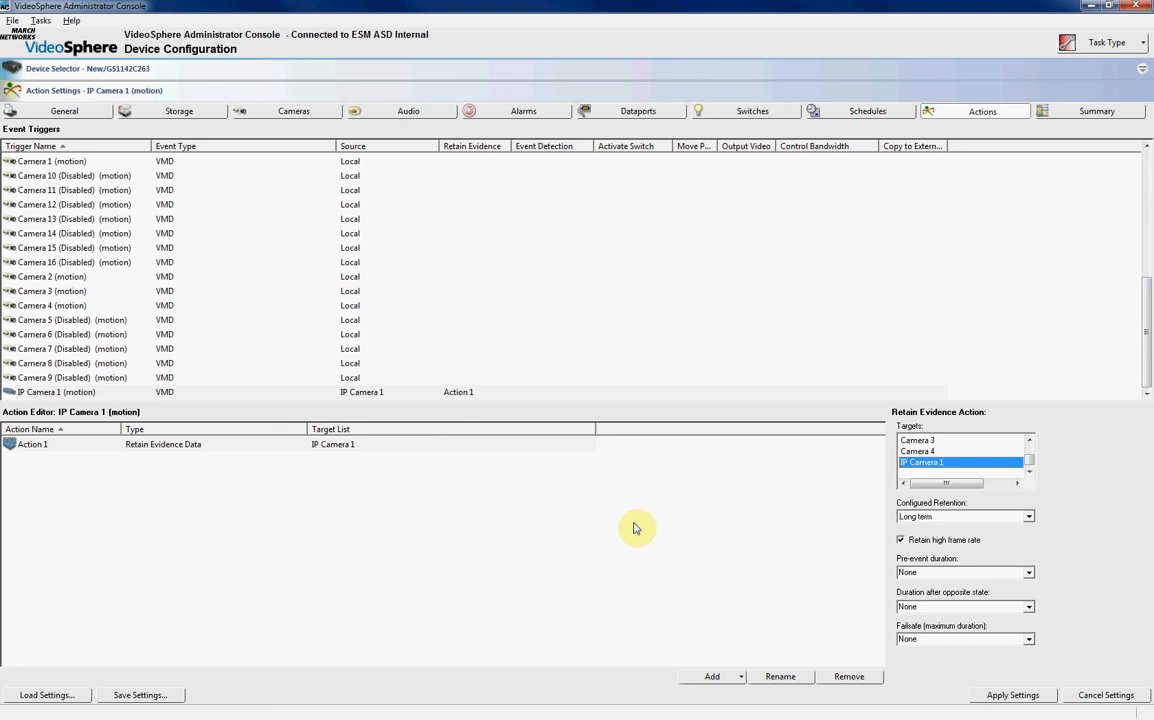 VideoSphere Administrator Console
File Tasks Help
MARCH NETWORKS
VideoSphere
VideoSphere Administrator Console - Connected to ESM ASD Internal
Device Configuration
Task Type
Device Selector - New/GS1142C263
Action Settings - IP Camera 1 (motion)
General Storage Cameras Audio Alarms Dataports Switches Schedules Actions Summary
Event Triggers
Trigger Name Event Type Source Retain Evidence Event Detection Activate Switch Move P... Output Video Control Bandwidth Copy to Extern...
Camera 1 (motion) VMD Local
Camera 10 (Disabled) (motion) VMD Local
Camera 11 (Disabled) (motion) VMD Local
Camera 12 (Disabled) (motion) VMD Local
Camera 13 (Disabled) (motion) VMD Local
Camera 14 (Disabled) (motion) VMD Local
Camera 15 (Disabled) (motion) VMD Local
Camera 16 (Disabled) (motion) VMD Local
Camera 2 (motion) VMD Local
Camera 3 (motion) VMD Local
Camera 4 (motion) VMD Local
Camera 5 (Disabled) (motion) VMD Local
Camera 6 (Disabled) (motion) VMD Local
Camera 7 (Disabled) (motion) VMD Local
Camera 8 (Disabled) (motion) VMD Local
Camera 9 (Disabled) (motion) VMD Local
IP Camera 1 (motion) VMD IP Camera 1 Action 1
Action Editor: IP Camera 1 (motion)
Action Name Type Target List
Action 1 Retain Evidence Data IP Camera 1
Retain Evidence Action:
Targets:
Camera 3
Camera 4
IP Camera 1
Configured Retention:
Long term
Retain high frame rate
Pre-event duration:
None
Duration after opposite state:
None
Failsafe (maximum duration):
None
Add Rename Remove
Load Settings... Save Settings... Apply Settings Cancel Settings